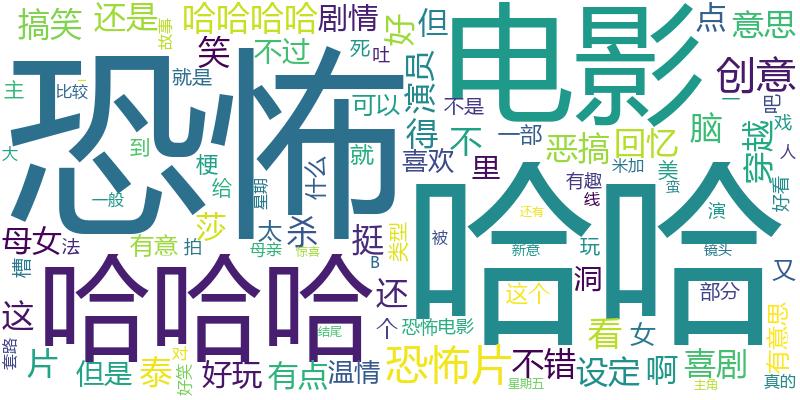 搞笑
还是
哈哈哈哈
剧情
好
但
电影
点
意思
故事
笑
不过
死
吐
演员
创意
恐怖
主
比较
就是
可以
不是
一
吧
得
不
一部
恶搞
回忆
脑
穿越
戏
大
到
梗
给
星期
什么
就
喜欢
里
米加
美
蛮
人
一般
有趣
线
好看
哈哈
还有
演
母女
法
有意
拍
莎
太
杀
母亲
惊喜
挺
类型
被
新意
玩
镜头
槽
哈哈哈
B
还
洞
部分
又
这个
这
个
恐怖电影
看
女
有意思
套路
结尾
片
但是
泰
对
好笑
好玩
有点
温情
恐怖片
不错
星期五
设定
啊
喜剧
主角
真的